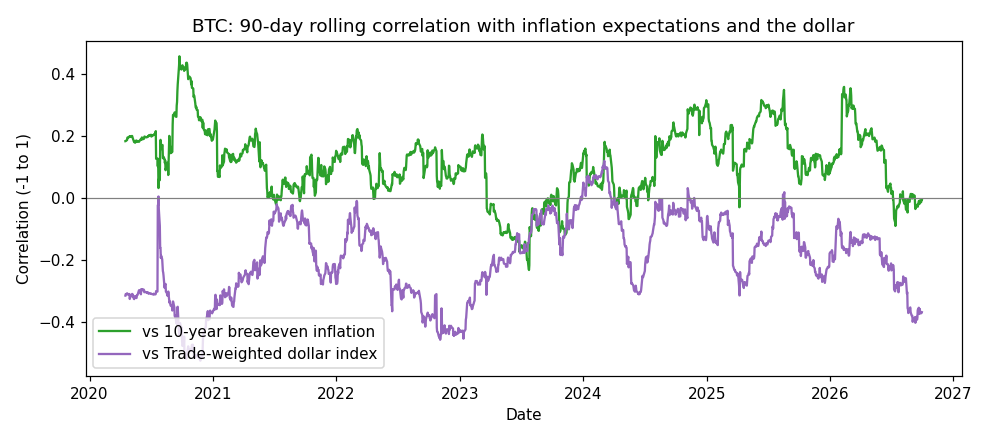 BTC: 90-day rolling correlation with inflation expectations and the dollar
Correlation (-1 to 1)
0.4
0.2
0.0
−0.2
−0.4
vs 10-year breakeven inflation
vs Trade-weighted dollar index
2020
2021
2022
2023
2024
2025
2026
2027
Date